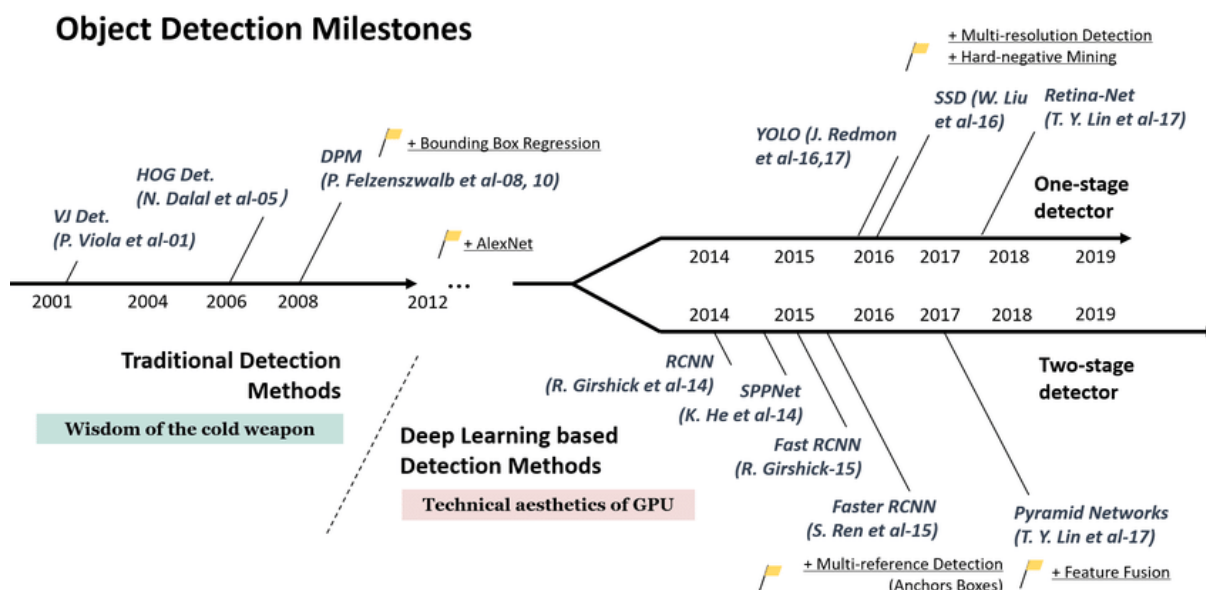 Object Detection Milestones
+ Multi-resolution Detection
+ Hard-negative Mining
SSD (W. Liu
et al-16)
Retina-Net
(T. Y. Lin et al-17)
YOLO (J. Redmon
et al-16,17)
+ Bounding Box Regression
DPM
(P. Felzenszwalb et al-08, 10)
HOG Det.
(N. Dalal et al-05)
VJ Det.
(P. Viola et al-01)
+ AlexNet
One-stage
detector
2014 2015 2016 2017 2018 2019
2001 2004 2006 2008 2012 ...
2014 2015 2016 2017 2018 2019
Traditional Detection
Methods
Wisdom of the cold weapon
Deep Learning based
Detection Methods
Technical aesthetics of GPU
RCNN
(R. Girshick et al-14)
SPPNet
(K. He et al-14)
Fast RCNN
(R. Girshick-15)
Faster RCNN
(S. Ren et al-15)
+ Multi-reference Detection
(Anchors Boxes)
Two-stage
detector
Pyramid Networks
(T. Y. Lin et al-17)
+ Feature Fusion